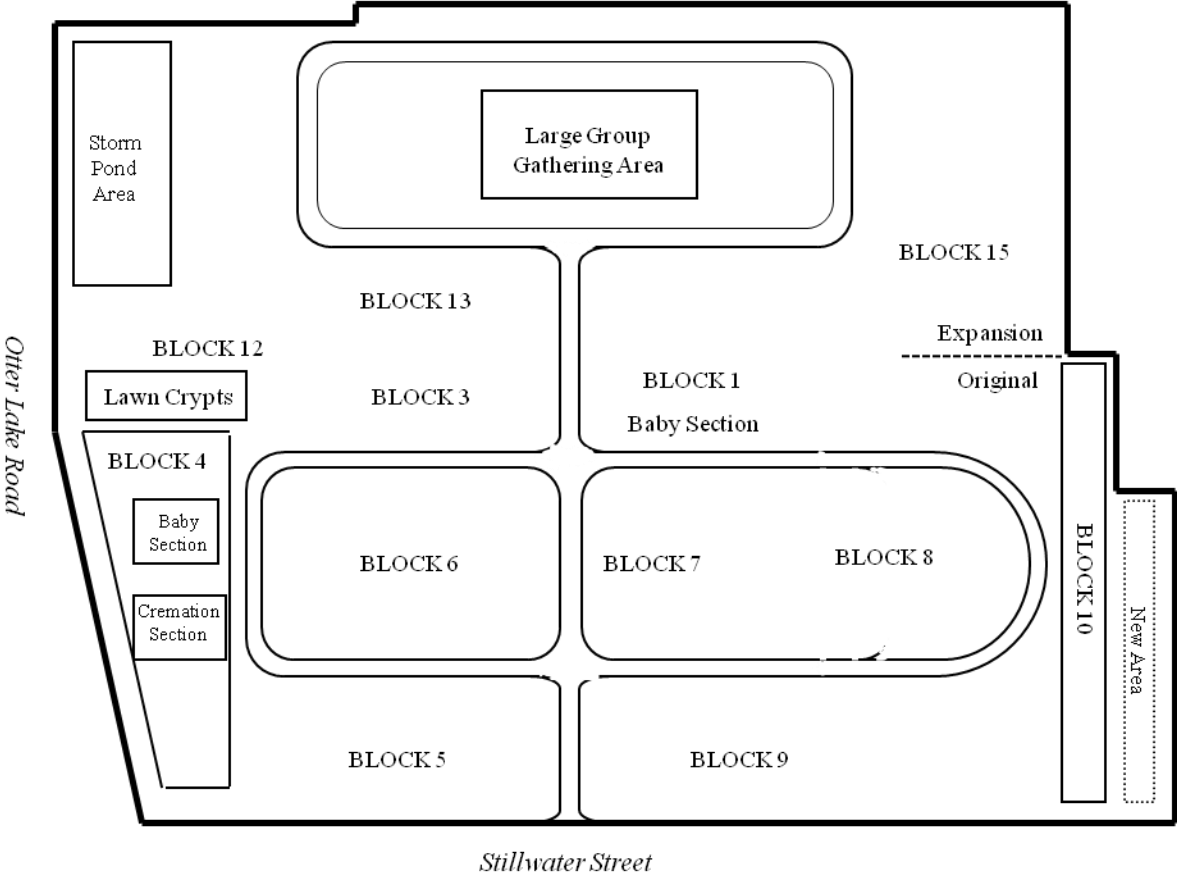 Large Group
Gathering Area
Storm
Pond
Area
BLOCK 15
BLOCK 13
Expansion
BLOCK 12
Original
BLOCK 1
Lawn Crypts
BLOCK 3
Baby Section
Otter Lake Road
BLOCK 4
Baby
Section
BLOCK 6
BLOCK 7
BLOCK 8
BLOCK 10
New Area
Cremation
Section
BLOCK 5
BLOCK 9
Stillwater Street